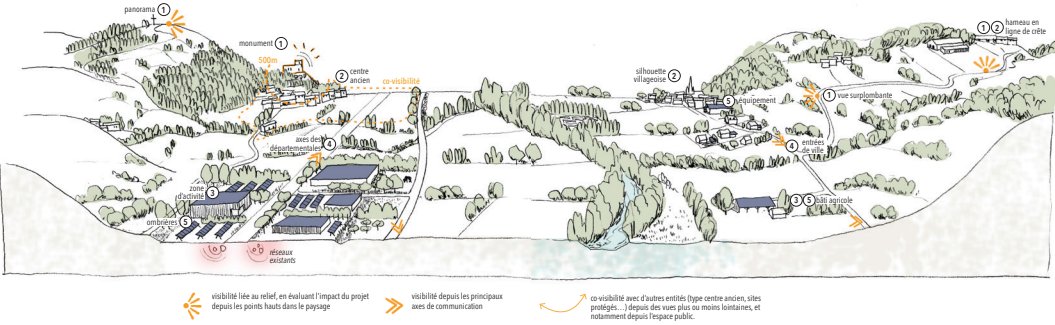 panorama 1
monument 1
500m
2 centre
ancien
co-visibilité
axes des
départementales 4
zone
d'activité 3
ombrières 5
réseaux
existants
silhouette
villageoise 2
5 équipement
1 2 hameau en
ligne de crête
1 vue surplombante
4 entrées
de ville
3 5 bâti agricole
visibilité liée au relief, en évaluant l'impact du projet
depuis les points hauts dans le paysage
visibilité depuis les principaux
axes de communication
co-visibilité avec d'autres entités (type centre ancien, sites
protégés…) depuis des vues plus ou moins lointaines, et
notamment depuis l'espace public.